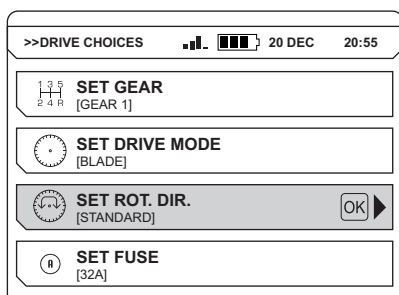 >>DRIVE CHOICES 20 DEC 20:55
1 3 5
2 4 R
SET GEAR
[GEAR 1]
SET DRIVE MODE
[BLADE]
SET ROT. DIR.
[STANDARD]
OK
A
SET FUSE
[32A]